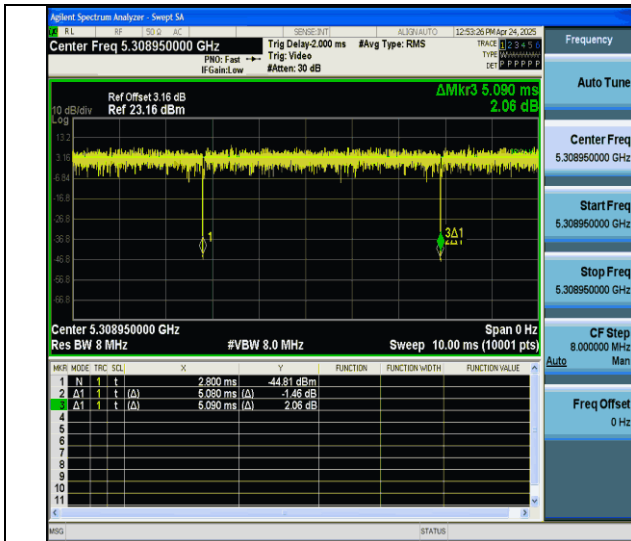 Agilent Spectrum Analyzer - Swept SA
RL RF 50 Ω AC SENSE:INT ALIGN AUTO 12:53:26 PM Apr 24, 2025
Center Freq 5.308950000 GHz Trig Delay-2.000 ms #Avg Type: RMS TRACE 1 2 3 4 5 6
PNO: Fast Trig: Video TYPE
IFGain:Low #Atten: 30 dB DET P P P P P P
ΔMkr3 5.090 ms
2.06 dB
Ref Offset 3.16 dB
10 dB/div Ref 23.16 dBm
Log
13.2
3.16
-6.84
-16.8
-26.8
-36.8
-46.8
-56.8
-66.8
1
3Δ1
Center 5.308950000 GHz Span 0 Hz
Res BW 8 MHz #VBW 8.0 MHz Sweep 10.00 ms (10001 pts)
MKR MODE TRC SCL X Y FUNCTION FUNCTION WIDTH FUNCTION VALUE
1 N 1 t 2.800 ms -44.81 dBm
2 Δ1 1 t (Δ) 5.080 ms (Δ) -1.46 dB
3 Δ1 1 t (Δ) 5.090 ms (Δ) 2.06 dB
4
5
6
7
8
9
10
11
MSG STATUS
Frequency
Auto Tune
Center Freq
5.308950000 GHz
Start Freq
5.308950000 GHz
Stop Freq
5.308950000 GHz
CF Step
8.000000 MHz
Auto Man
Freq Offset
0 Hz